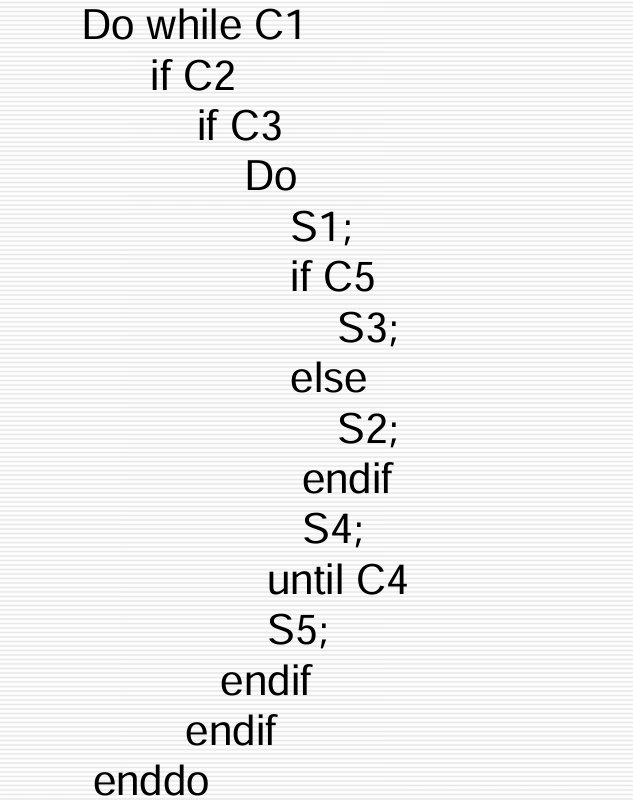 Do while C1
if C2
if C3
Do
S1;
if C5
S3;
else
S2;
endif
S4;
until C4
S5;
endif
endif
enddo